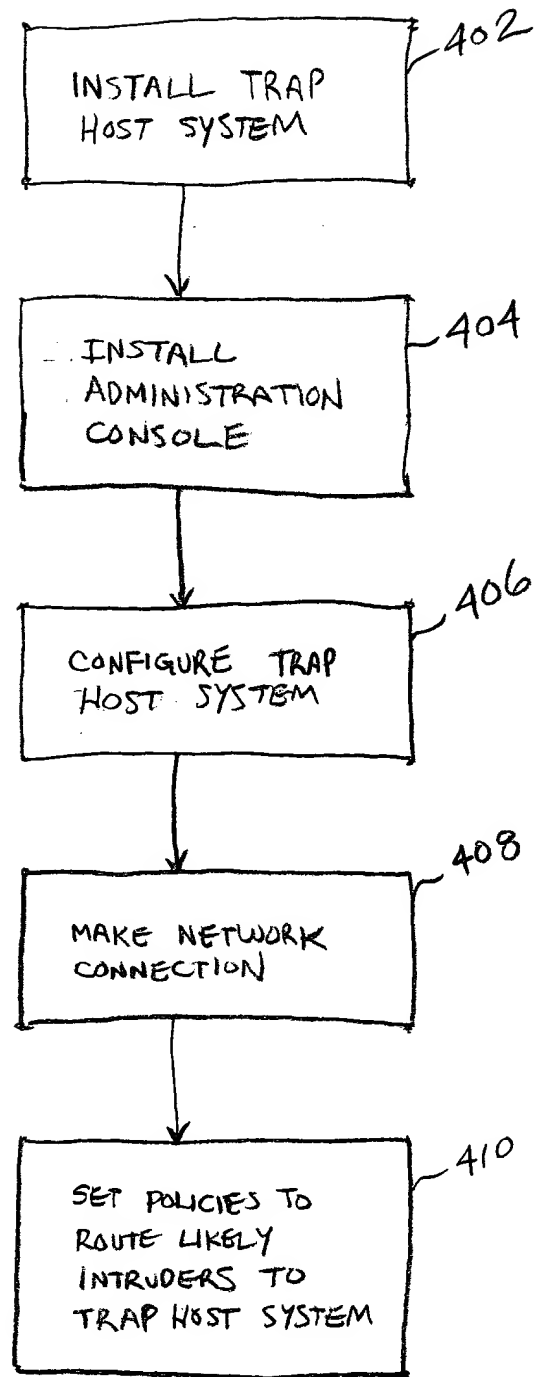 402
INSTALL TRAP
HOST SYSTEM
404
INSTALL
ADMINISTRATION
CONSOLE
406
CONFIGURE TRAP
HOST SYSTEM
408
MAKE NETWORK
CONNECTION
410
SET POLICIES TO
ROUTE LIKELY
INTRUDERS TO
TRAP HOST SYSTEM